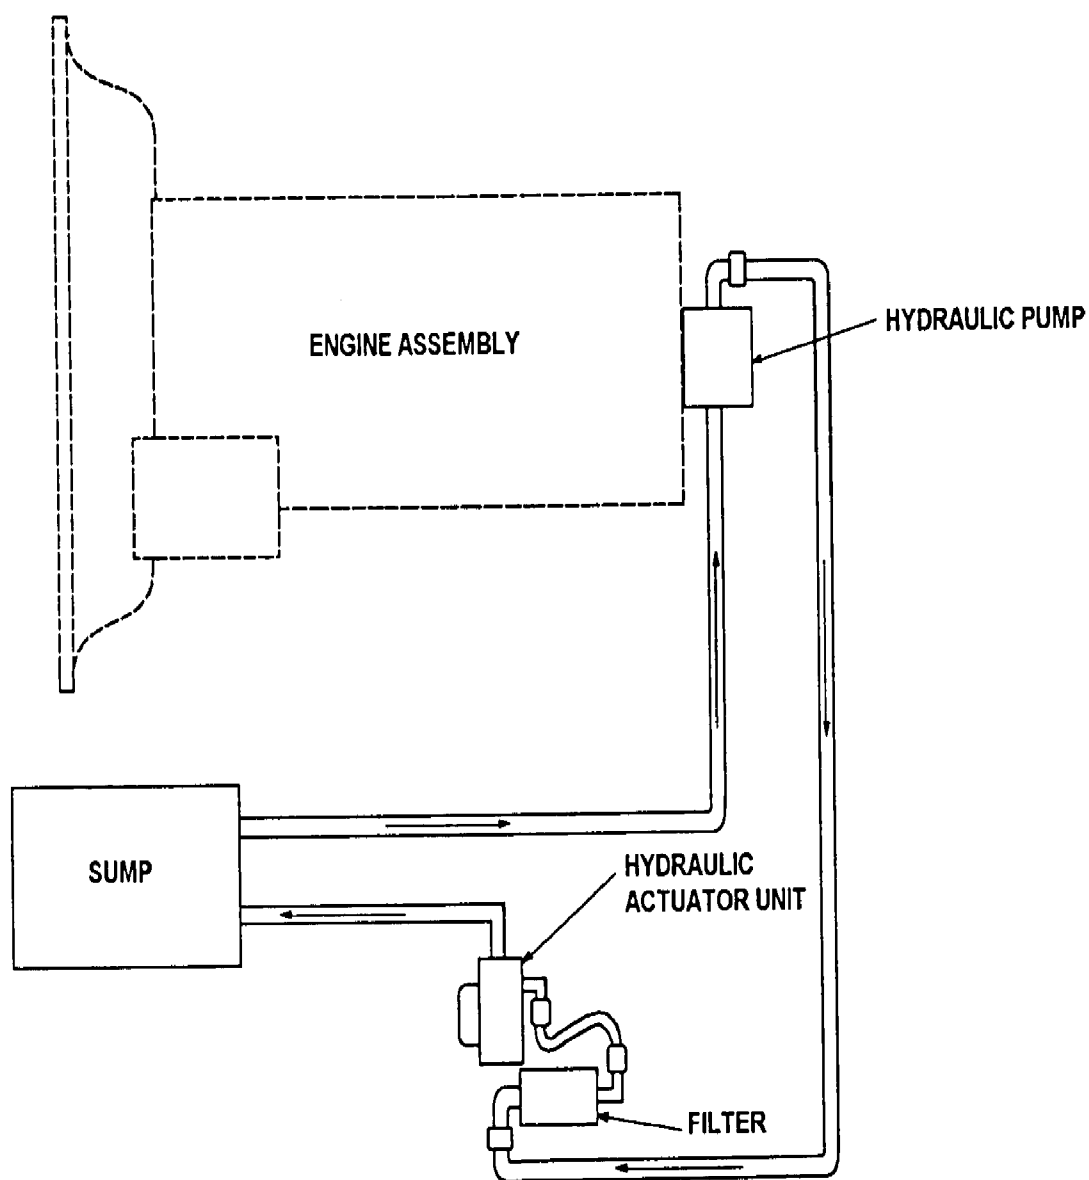 ENGINE ASSEMBLY
HYDRAULIC PUMP
SUMP
HYDRAULIC
ACTUATOR UNIT
FILTER